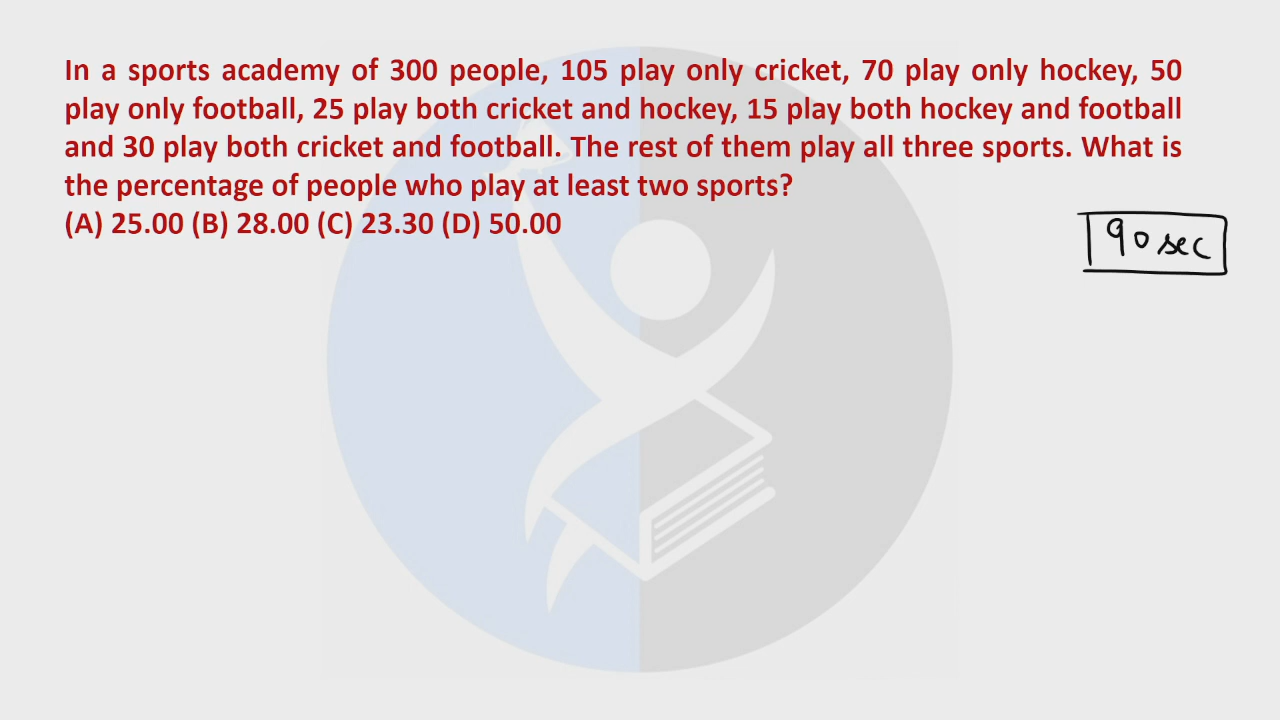 In a sports academy of 300 people, 105 play only cricket, 70 play only hockey, 50
play only football, 25 play both cricket and hockey, 15 play both hockey and football
and 30 play both cricket and football. The rest of them play all three sports. What is
the percentage of people who play at least two sports?
(A) 25.00 (B) 28.00 (C) 23.30 (D) 50.00
90 sec